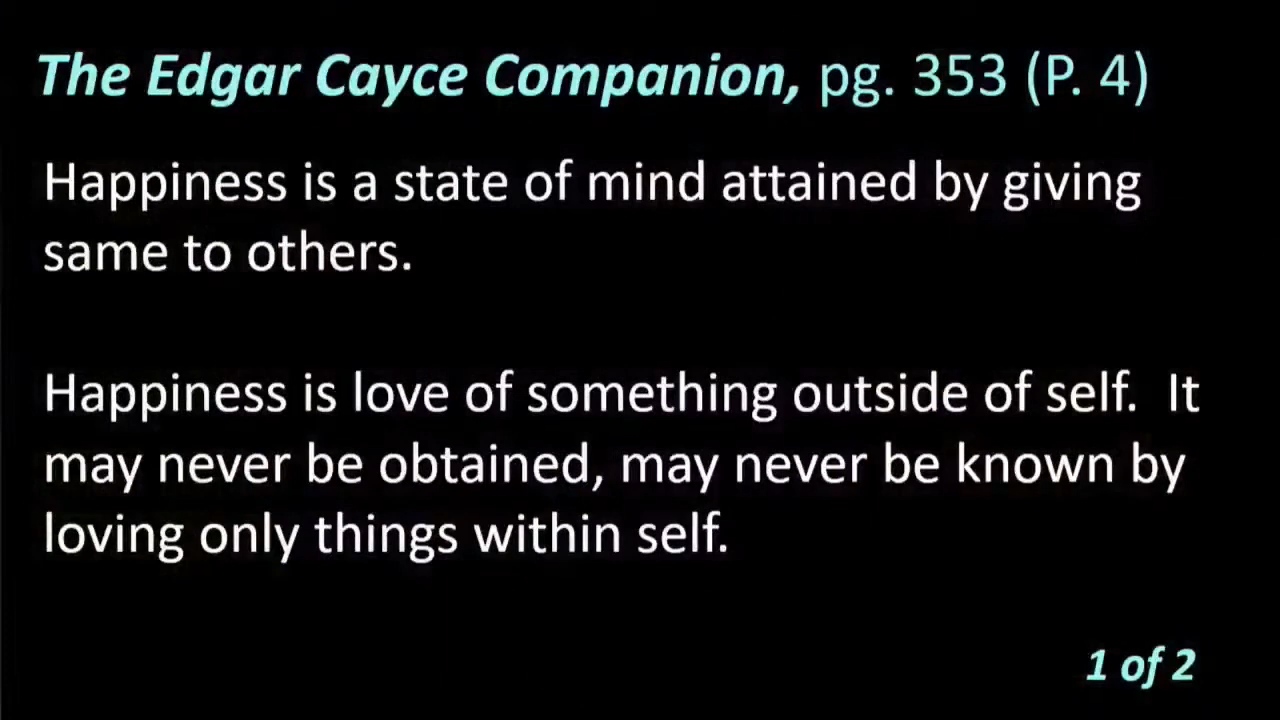 The Edgar Cayce Companion, pg. 353 (P. 4)
Happiness is a state of mind attained by giving
same to others.
Happiness is love of something outside of self. It
may never be obtained, may never be known by
loving only things within self.
1 of 2